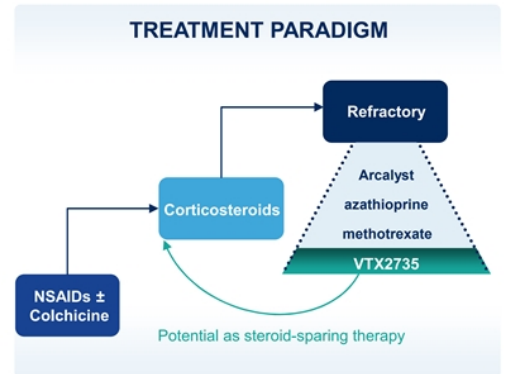 TREATMENT PARADIGM
Refractory
Arcalyst
azathioprine
methotrexate
VTX2735
Corticosteroids
NSAIDs ±
Colchicine
Potential as steroid-sparing therapy